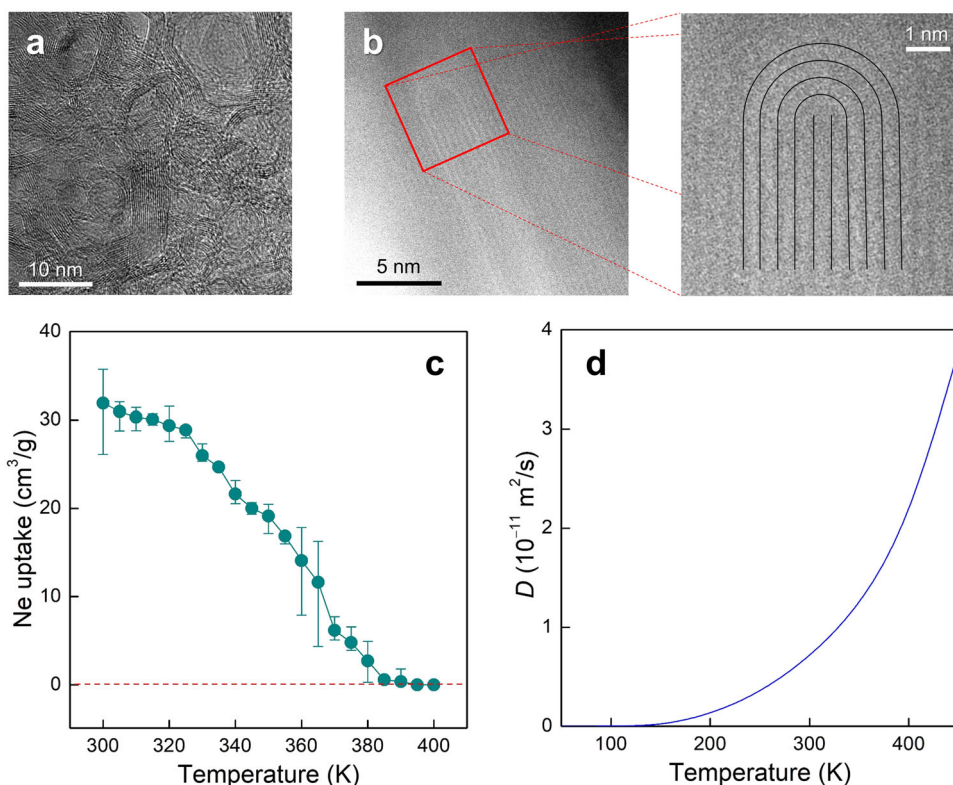 a
10 nm
b
5 nm
1 nm
c
Ne uptake (cm³/g)
40
30
20
10
0
300 320 340 360 380 400
Temperature (K)
d
D (10⁻¹¹ m²/s)
4
3
2
1
0
100 200 300 400
Temperature (K)